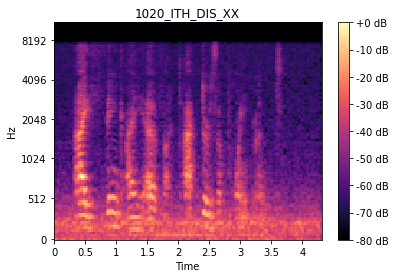 1020_ITH_DIS_XX
+0 dB
8192
-10 dB
4096
-20 dB
-30 dB
2048
Hz
-40 dB
1024
-50 dB
512
-60 dB
-70 dB
0
-80 dB
0 0.5 1 1.5 2 2.5 3 3.5 4
Time